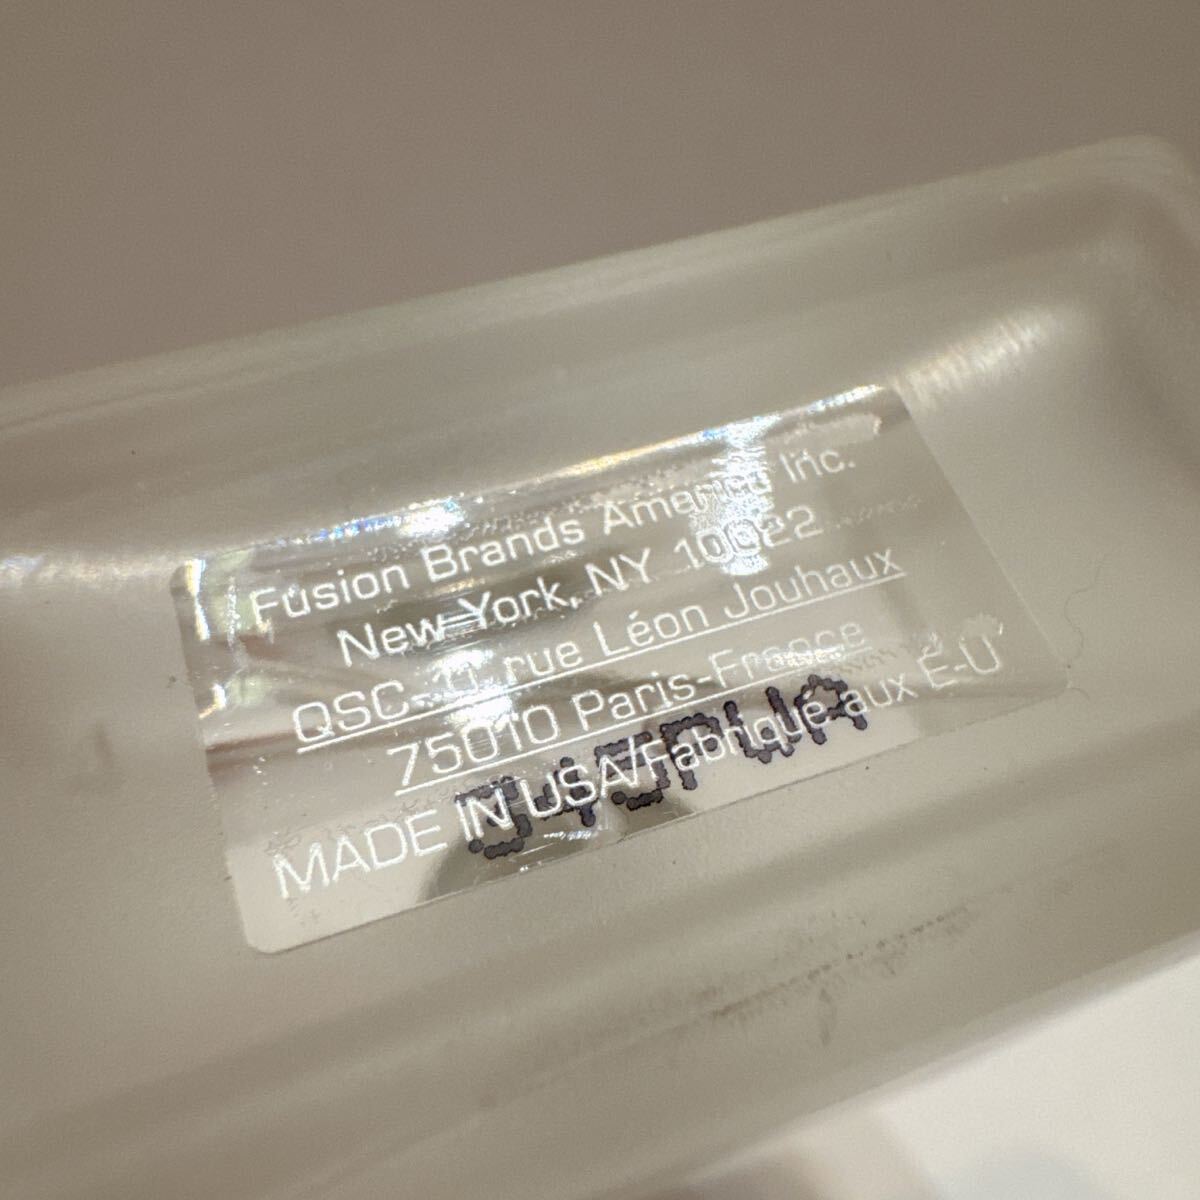 Fusion Brands America Inc.
New York, NY 10022
QSC-11, rue Léon Jouhaux
75010 Paris-France
MADE IN USA/Fabriqué aux É-U